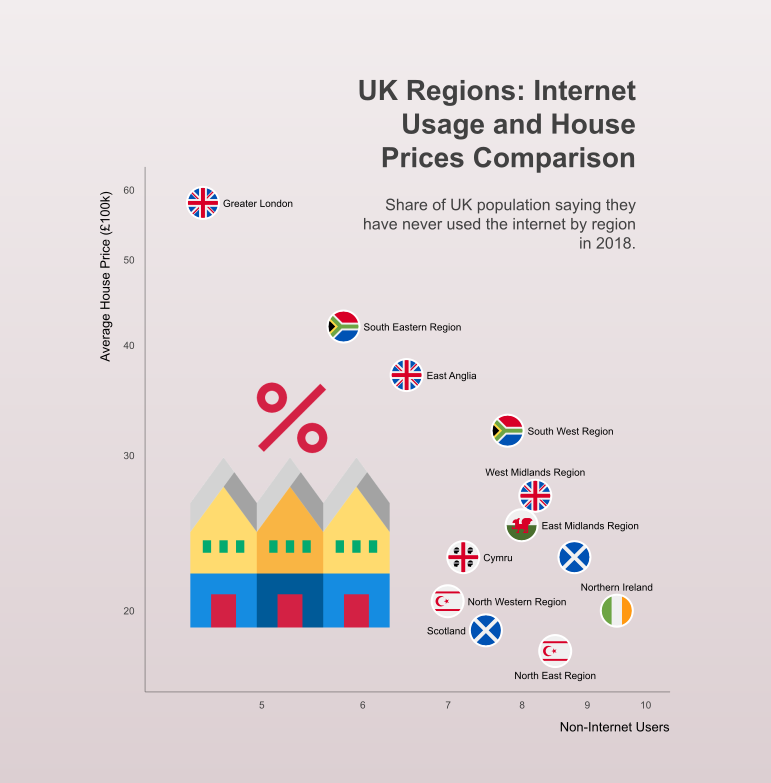 UK Regions: Internet
Usage and House
Prices Comparison
Share of UK population saying they
have never used the internet by region
in 2018.
Average House Price (£100k)
60
50
40
30
20
Greater London
South Eastern Region
East Anglia
South West Region
West Midlands Region
East Midlands Region
Cymru
Northern Ireland
North Western Region
Scotland
North East Region
5
6
7
8
9
10
Non-Internet Users
%